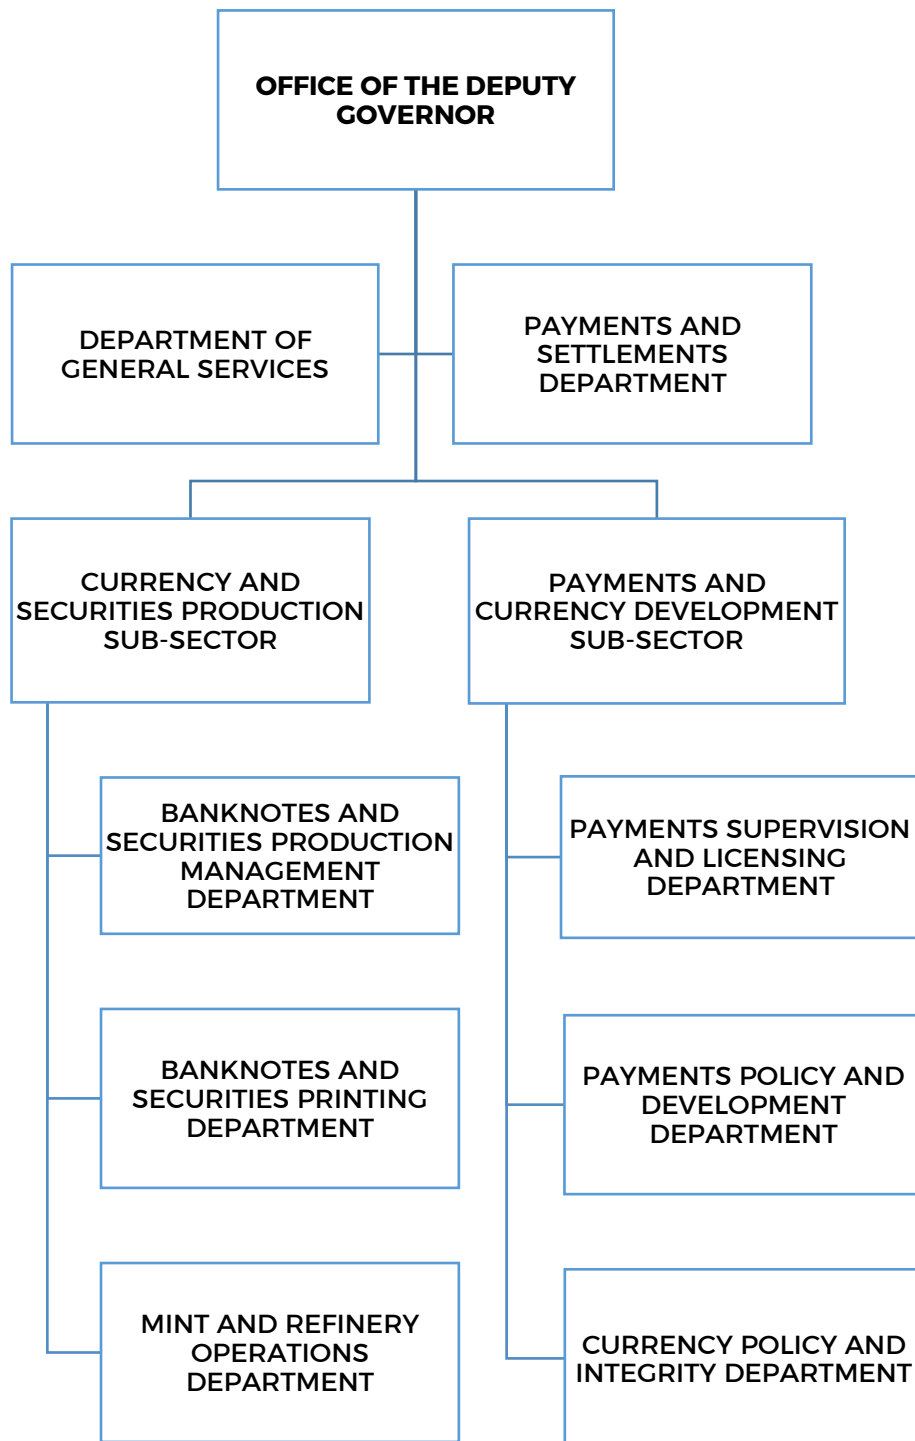 OFFICE OF THE DEPUTY
GOVERNOR
DEPARTMENT OF
GENERAL SERVICES
PAYMENTS AND
SETTLEMENTS
DEPARTMENT
CURRENCY AND
SECURITIES PRODUCTION
SUB-SECTOR
PAYMENTS AND
CURRENCY DEVELOPMENT
SUB-SECTOR
BANKNOTES AND
SECURITIES PRODUCTION
MANAGEMENT
DEPARTMENT
PAYMENTS SUPERVISION
AND LICENSING
DEPARTMENT
BANKNOTES AND
SECURITIES PRINTING
DEPARTMENT
PAYMENTS POLICY AND
DEVELOPMENT
DEPARTMENT
MINT AND REFINERY
OPERATIONS
DEPARTMENT
CURRENCY POLICY AND
INTEGRITY DEPARTMENT